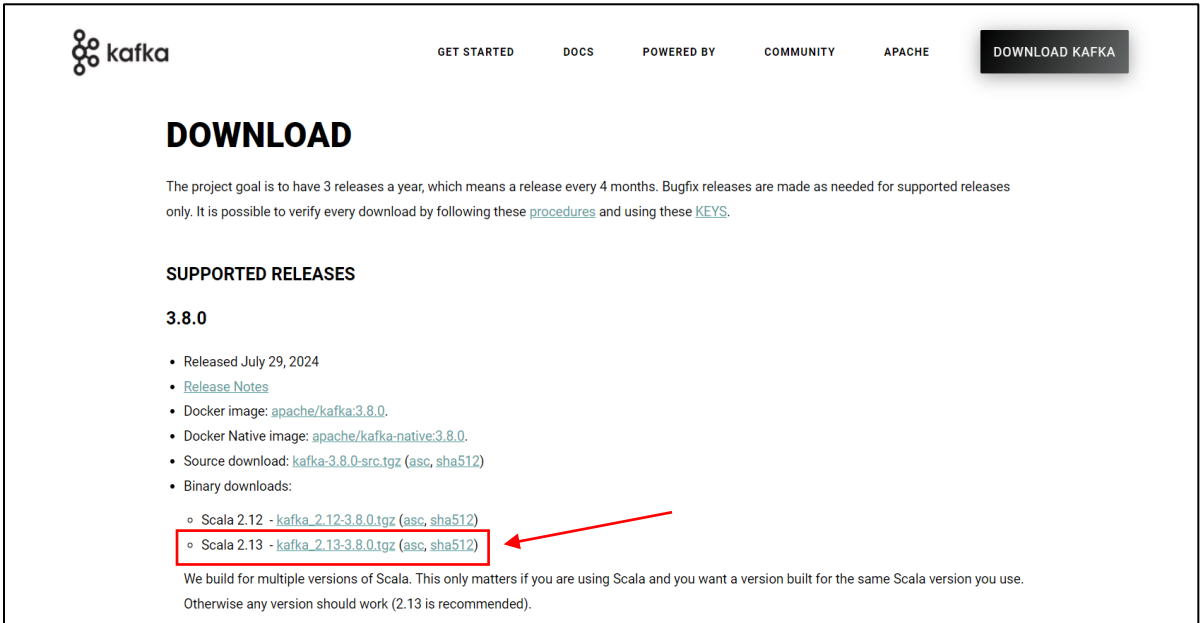 kafka
GET STARTED DOCS POWERED BY COMMUNITY APACHE DOWNLOAD KAFKA
DOWNLOAD
The project goal is to have 3 releases a year, which means a release every 4 months. Bugfix releases are made as needed for supported releases
only. It is possible to verify every download by following these procedures and using these KEYS.
SUPPORTED RELEASES
3.8.0
• Released July 29, 2024
• Release Notes
• Docker image: apache/kafka:3.8.0.
• Docker Native image: apache/kafka-native:3.8.0.
• Source download: kafka-3.8.0-src.tgz (asc, sha512)
• Binary downloads:
◦ Scala 2.12 - kafka_2.12-3.8.0.tgz (asc, sha512)
◦ Scala 2.13 - kafka_2.13-3.8.0.tgz (asc, sha512)
We build for multiple versions of Scala. This only matters if you are using Scala and you want a version built for the same Scala version you use.
Otherwise any version should work (2.13 is recommended).